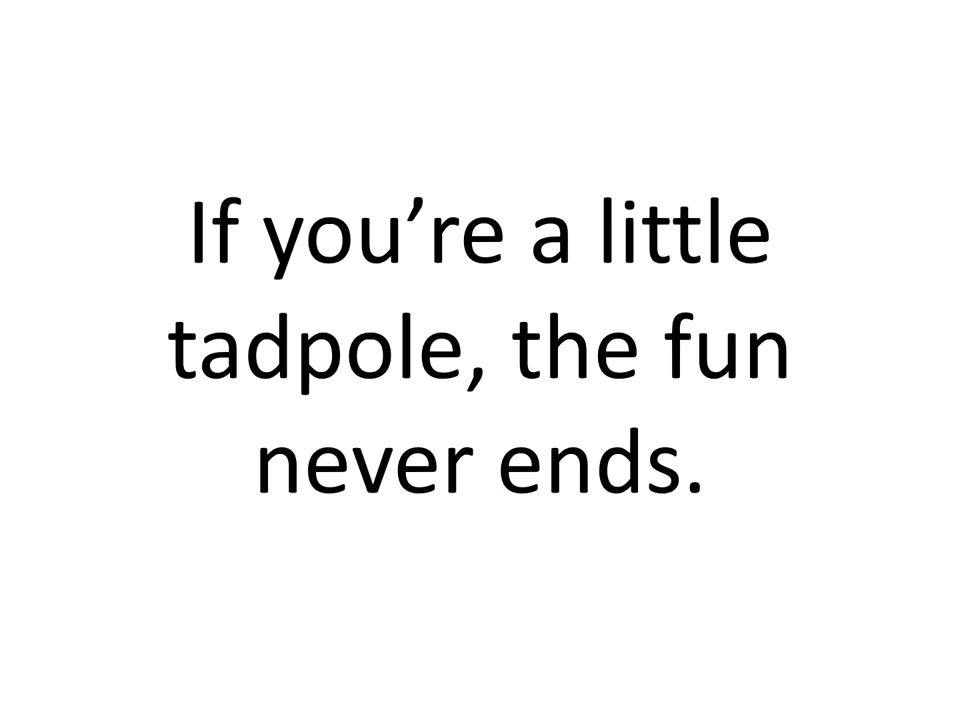 If you’re a little
tadpole, the fun
never ends.